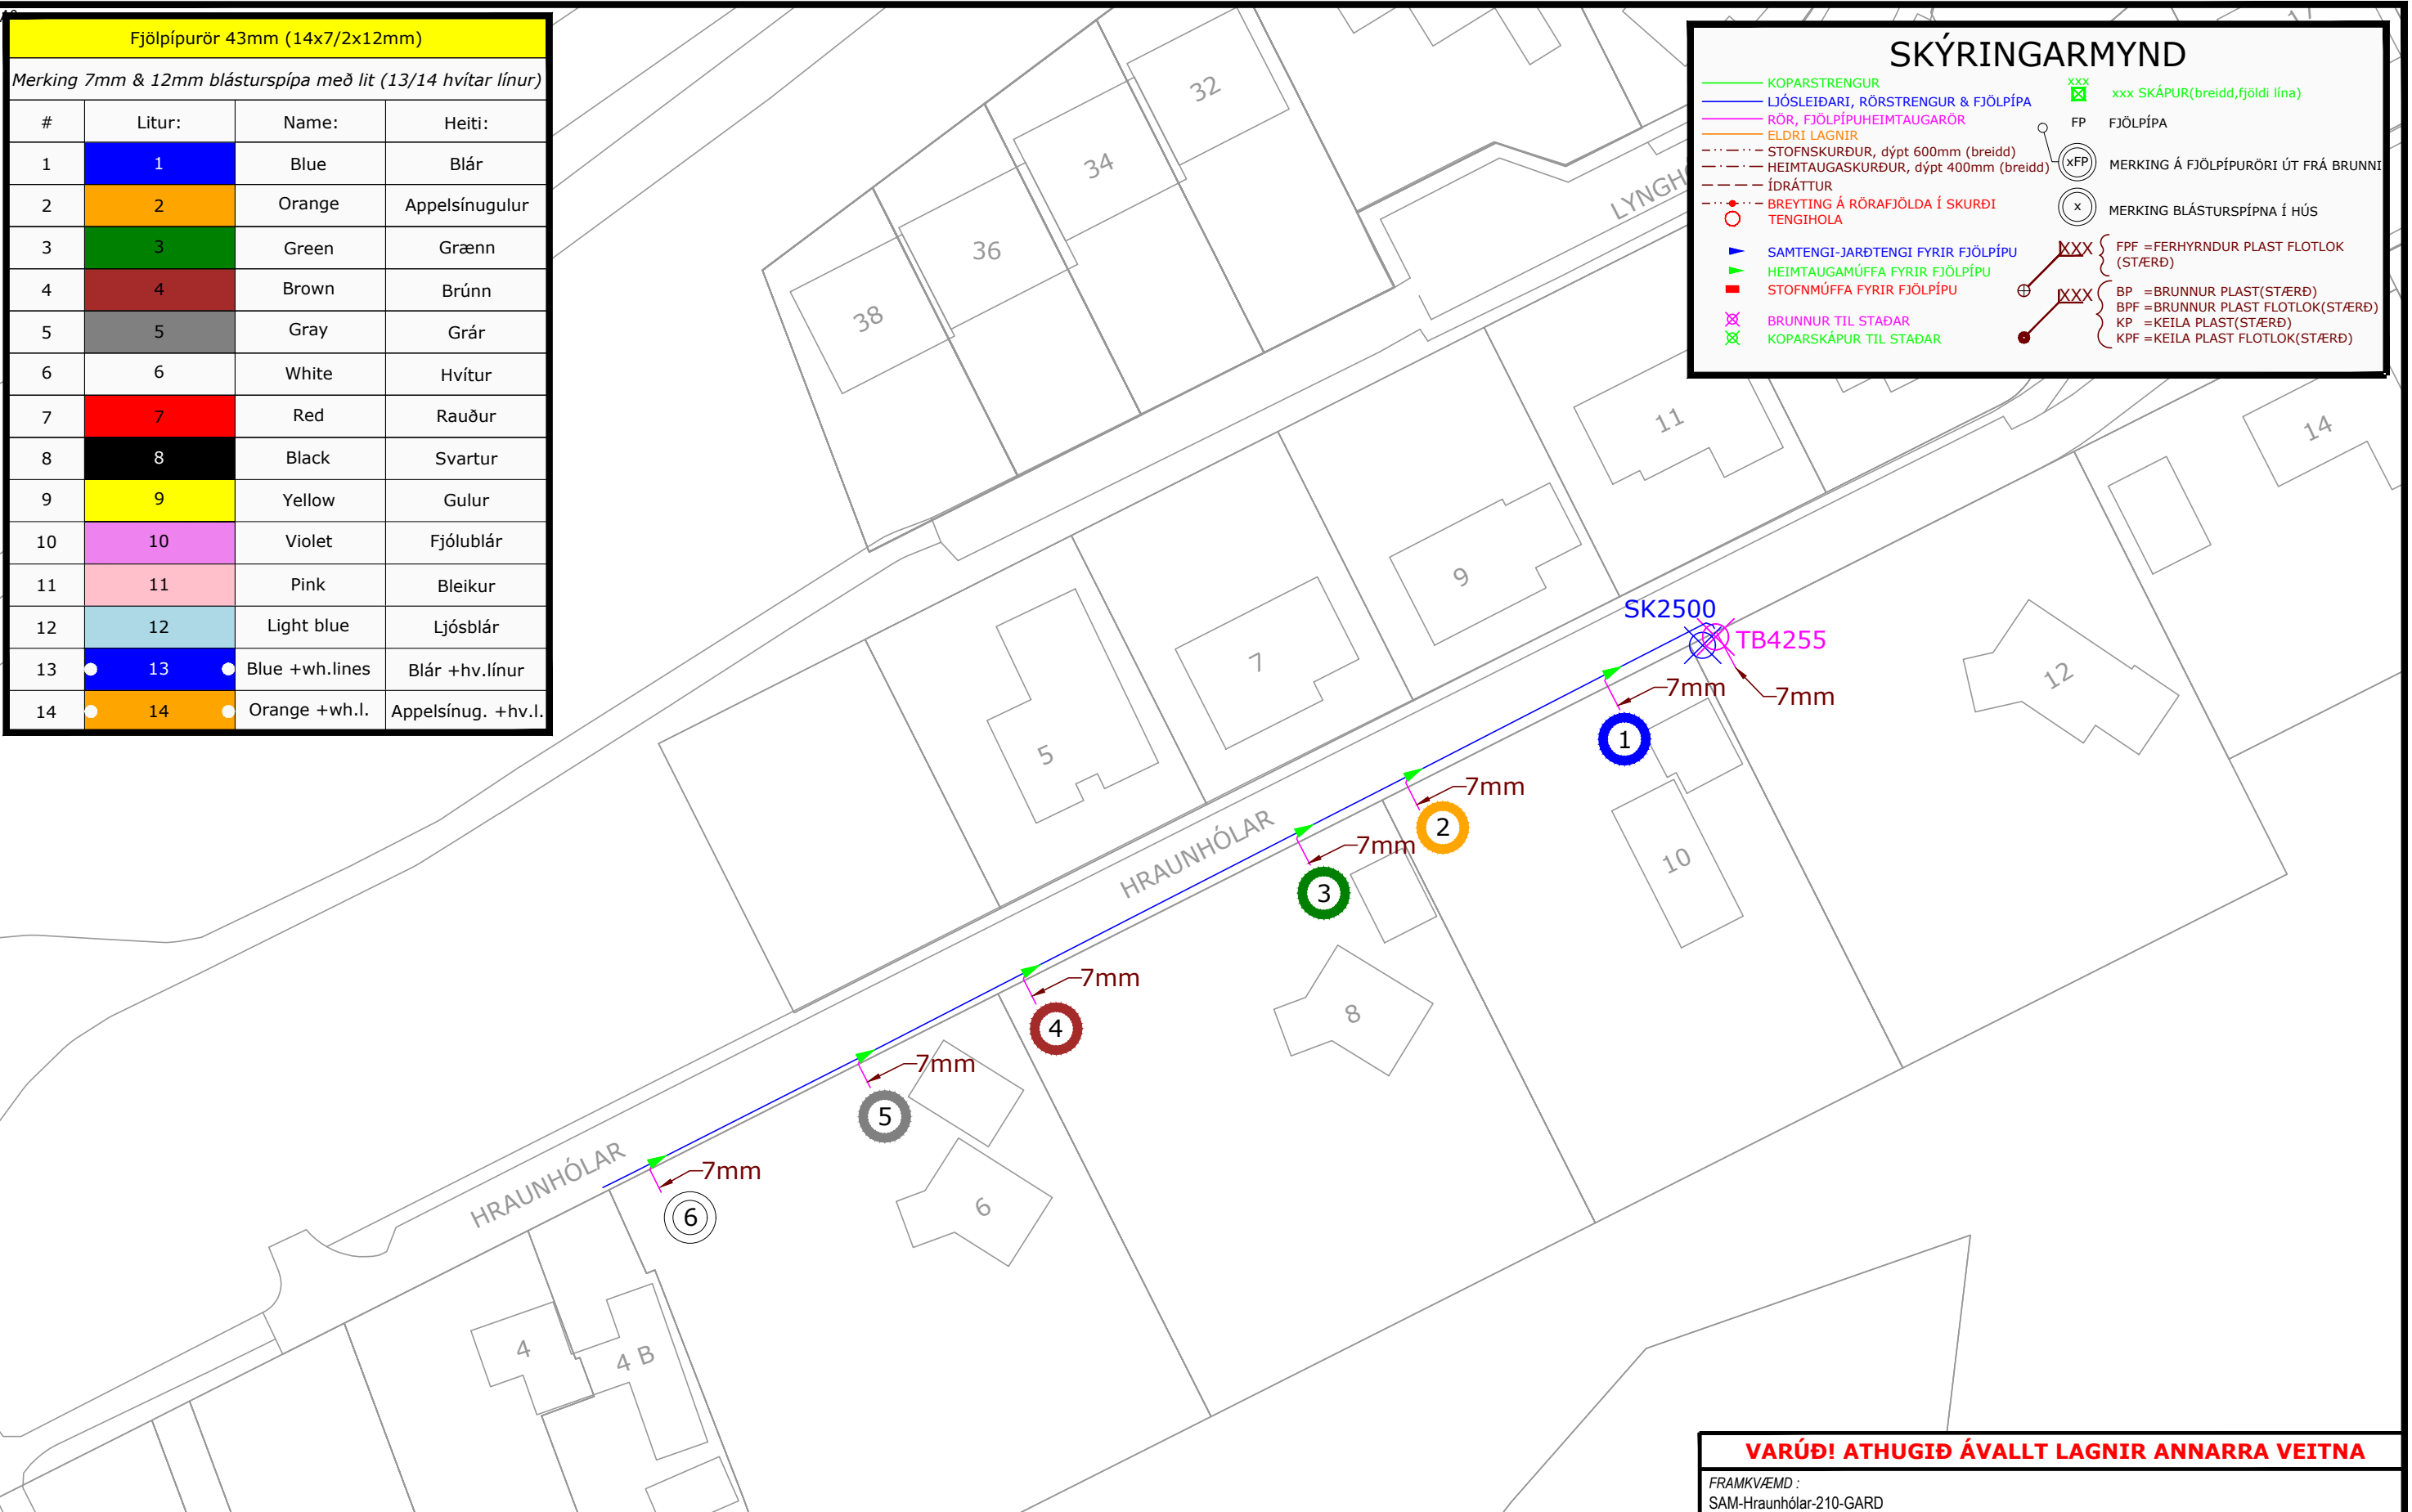 Fjölpípurör 43mm (14x7/2x12mm)
Merking 7mm & 12mm blásturspípa með lit (13/14 hvítar línur)
# Litur: Name: Heiti:
1 1 Blue Blár
2 2 Orange Appelsínugulur
3 3 Green Grænn
4 4 Brown Brúnn
5 5 Gray Grár
6 6 White Hvítur
7 7 Red Rauður
8 8 Black Svartur
9 9 Yellow Gulur
10 10 Violet Fjólublár
11 11 Pink Bleikur
12 12 Light blue Ljósblár
13 13 Blue +wh.lines Blár +hv.línur
14 14 Orange +wh.l. Appelsínug. +hv.l.
SKÝRINGARMYND
KOPARSTRENGUR
LJÓSLEIÐARI, RÖRSTRENGUR & FJÖLPÍPA
RÖR, FJÖLPÍPUHEIMTAUGARÖR
ELDRI LAGNIR
STOFNSKURÐUR, dýpt 600mm (breidd)
HEIMTAUGASKURÐUR, dýpt 400mm (breidd)
ÍDRÁTTUR
BREYTING Á RÖRAFJÖLDA Í SKURÐI
TENGIHOLA
SAMTENGI-JARÐTENGI FYRIR FJÖLPÍPU
HEIMTAUGAMÚFFA FYRIR FJÖLPÍPU
STOFNMÚFFA FYRIR FJÖLPÍPU
BRUNNUR TIL STAÐAR
KOPARSKÁPUR TIL STAÐAR
xxx
xxx SKÁPUR(breidd,fjöldi lína)
FP FJÖLPÍPA
xFP MERKING Á FJÖLPÍPURÖRI ÚT FRÁ BRUNNI
x MERKING BLÁSTURSPÍPNA Í HÚS
XXX FPF =FERHYRNDUR PLAST FLOTLOK
(STÆRÐ)
XXX BP =BRUNNUR PLAST(STÆRÐ)
BPF =BRUNNUR PLAST FLOTLOK(STÆRÐ)
KP =KEILA PLAST(STÆRÐ)
KPF =KEILA PLAST FLOTLOK(STÆRÐ)
32
34
36
38
11
14
9
7
5
12
10
8
6
4
4 B
SK2500
TB4255
7mm
7mm
1
7mm
2
7mm
3
7mm
4
7mm
5
7mm
6
HRAUNHÓLAR
HRAUNHÓLAR
VARÚÐ! ATHUGIÐ ÁVALLT LAGNIR ANNARRA VEITNA
FRAMKVÆMD :
SAM-Hraunhólar-210-GARD